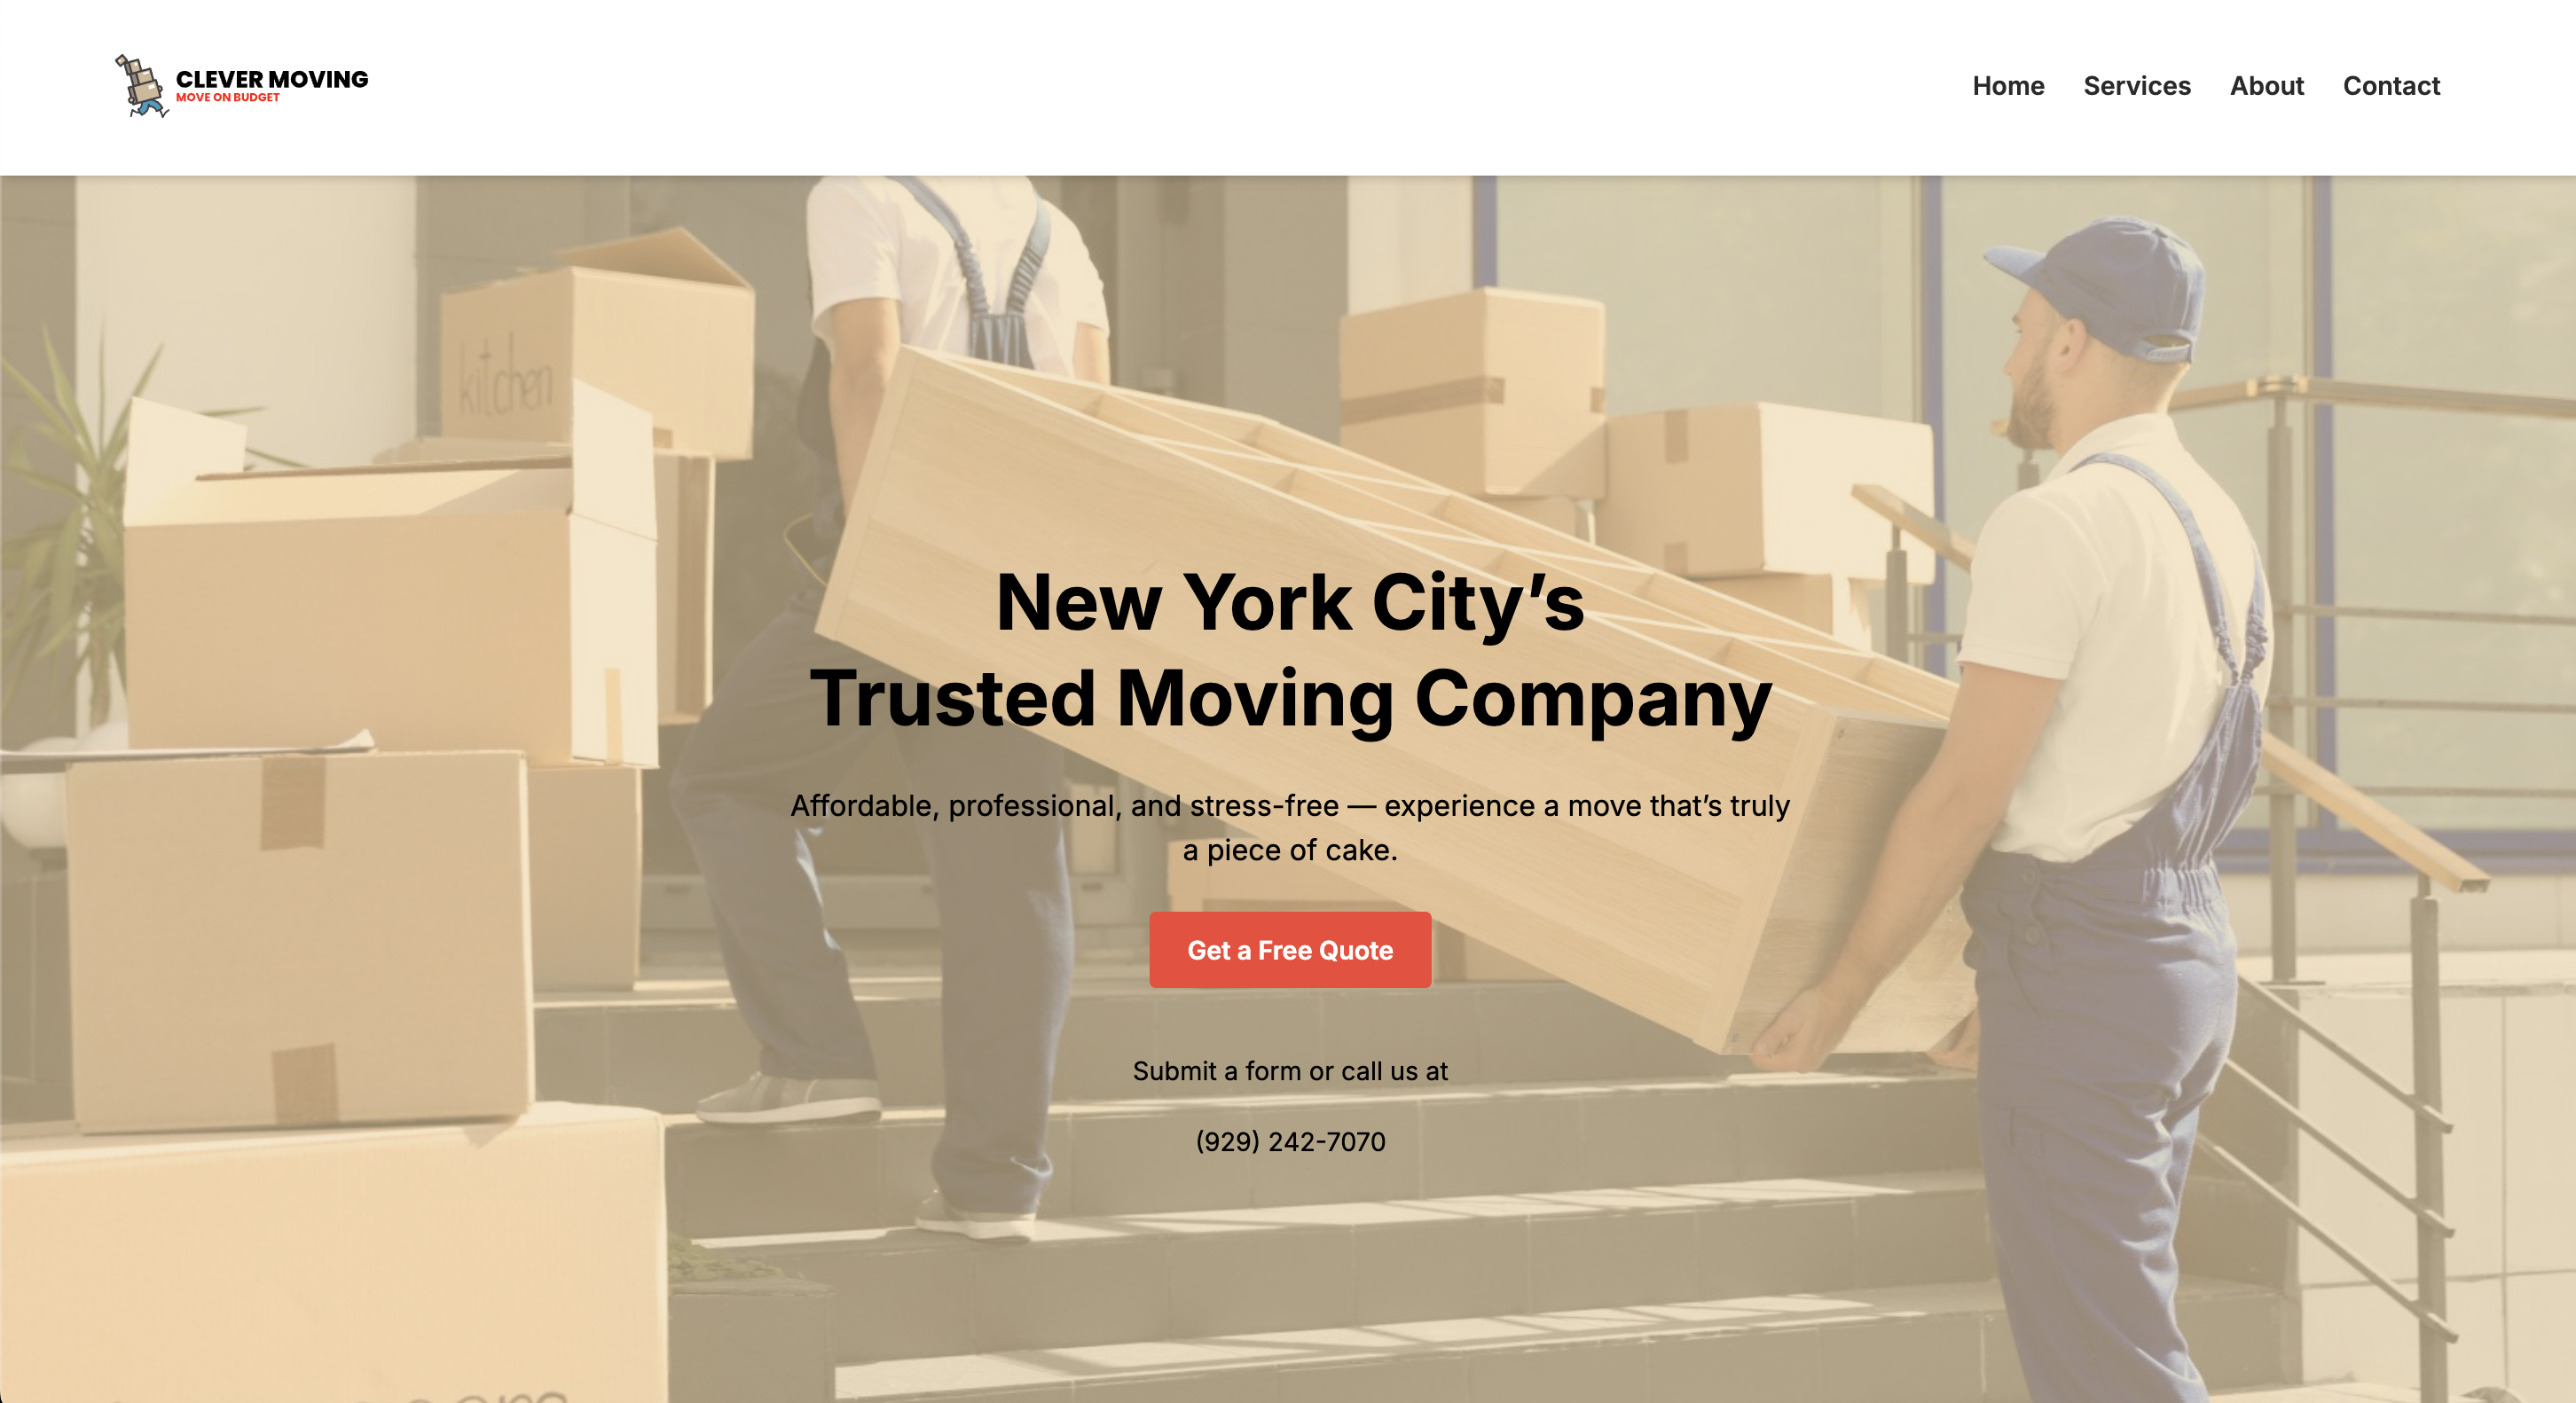 CLEVER MOVING
MOVE ON BUDGET
Home Services About Contact
kitchen
New York City’s
Trusted Moving Company
Affordable, professional, and stress-free — experience a move that’s truly
a piece of cake.
Get a Free Quote
Submit a form or call us at
(929) 242-7070